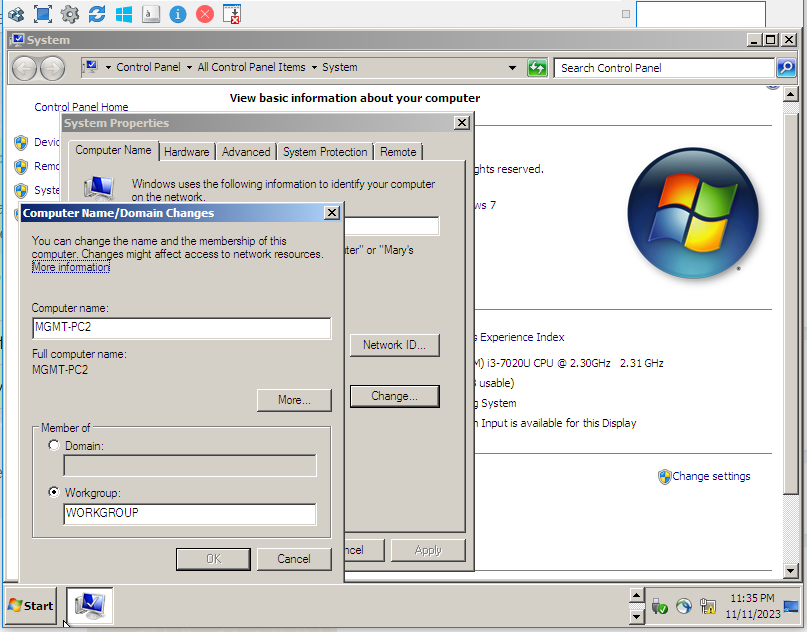 System
Control Panel
All Control Panel Items
System
Search Control Panel
Control Panel Home
View basic information about your computer
System Properties
Computer Name
Hardware
Advanced
System Protection
Remote
Windows uses the following information to identify your computer
on the network.
ghts reserved.
ws 7
Computer Name/Domain Changes
You can change the name and the membership of this
computer. Changes might affect access to network resources.
More information
ter" or "Mary's
Computer name:
MGMT-PC2
Full computer name:
MGMT-PC2
Network ID...
More...
Change...
Experience Index
M) i3-7020U CPU @ 2.30GHz 2.31 GHz
usable)
g System
n Input is available for this Display
Member of
Domain:
Workgroup:
WORKGROUP
Change settings
OK
Cancel
ncel
Apply
Start
11:35 PM
11/11/2023